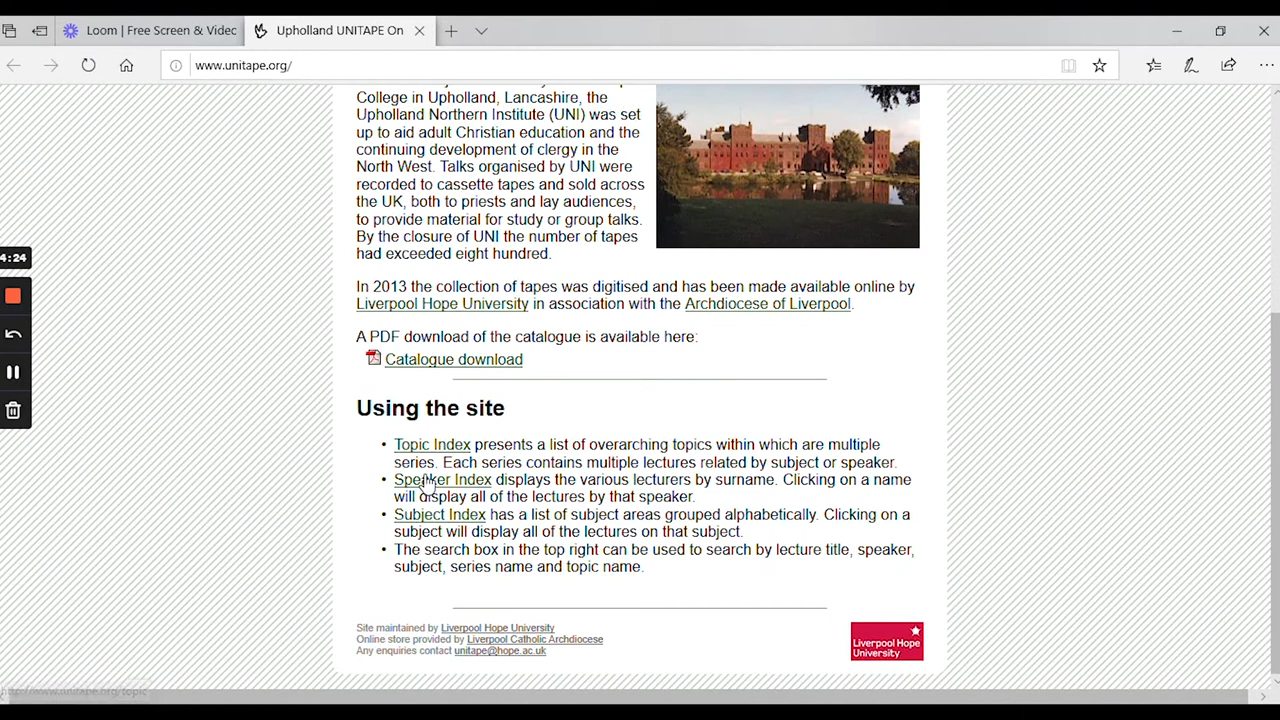 Loom | Free Screen & Videc
Upholland UNITAPE On
www.unitape.org/
College in Upholland, Lancashire, the
Upholland Northern Institute (UNI) was set
up to aid adult Christian education and the
continuing development of clergy in the
North West. Talks organised by UNI were
recorded to cassette tapes and sold across
the UK, both to priests and lay audiences,
to provide material for study or group talks.
By the closure of UNI the number of tapes
had exceeded eight hundred.
4:24
In 2013 the collection of tapes was digitised and has been made available online by
Liverpool Hope University in association with the Archdiocese of Liverpool.
A PDF download of the catalogue is available here:
Catalogue download
Using the site
• Topic Index presents a list of overarching topics within which are multiple
series. Each series contains multiple lectures related by subject or speaker.
• Speaker Index displays the various lecturers by surname. Clicking on a name
will display all of the lectures by that speaker.
• Subject Index has a list of subject areas grouped alphabetically. Clicking on a
subject will display all of the lectures on that subject.
• The search box in the top right can be used to search by lecture title, speaker,
subject, series name and topic name.
Site maintained by Liverpool Hope University
Online store provided by Liverpool Catholic Archdiocese
Any enquiries contact unitape@hope.ac.uk
Liverpool Hope
University
http://www.unitape.org/topic